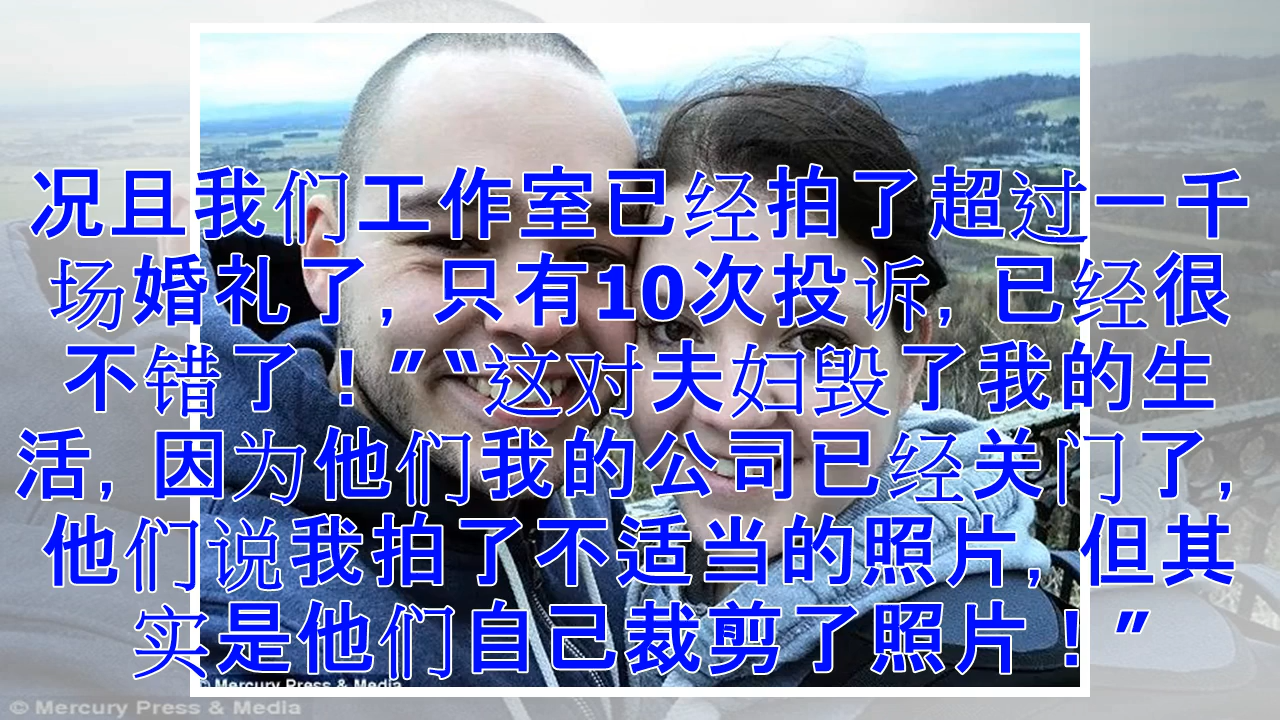 况且我们工作室已经拍了超过一千
场婚礼了,只有10次投诉,已经很
不错了！”“这对夫妇毁了我的生
活,因为他们我的公司已经关门了,
他们说我拍了不适当的照片,但其
实是他们自己裁剪了照片！”
© Mercury Press & Media
© Mercury Press & Media